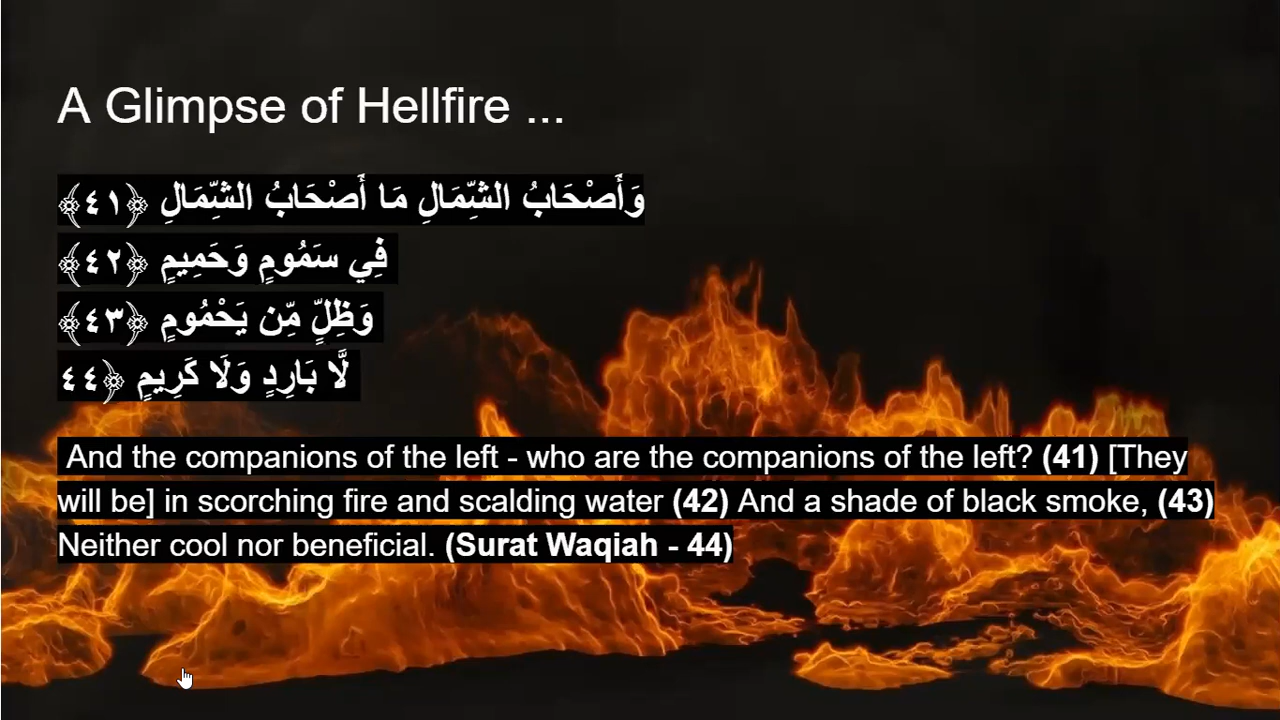 A Glimpse of Hellfire ...
وَأَصْحَابُ الشِّمَالِ مَا أَصْحَابُ الشِّمَالِ ﴿٤١﴾
فِي سَمُومٍ وَحَمِيمٍ ﴿٤٢﴾
وَظِلٍّ مِّن يَحْمُومٍ ﴿٤٣﴾
لَّا بَارِدٍ وَلَا كَرِيمٍ ﴿٤٤
And the companions of the left - who are the companions of the left? (41) [They
will be] in scorching fire and scalding water (42) And a shade of black smoke, (43)
Neither cool nor beneficial. (Surat Waqiah - 44)